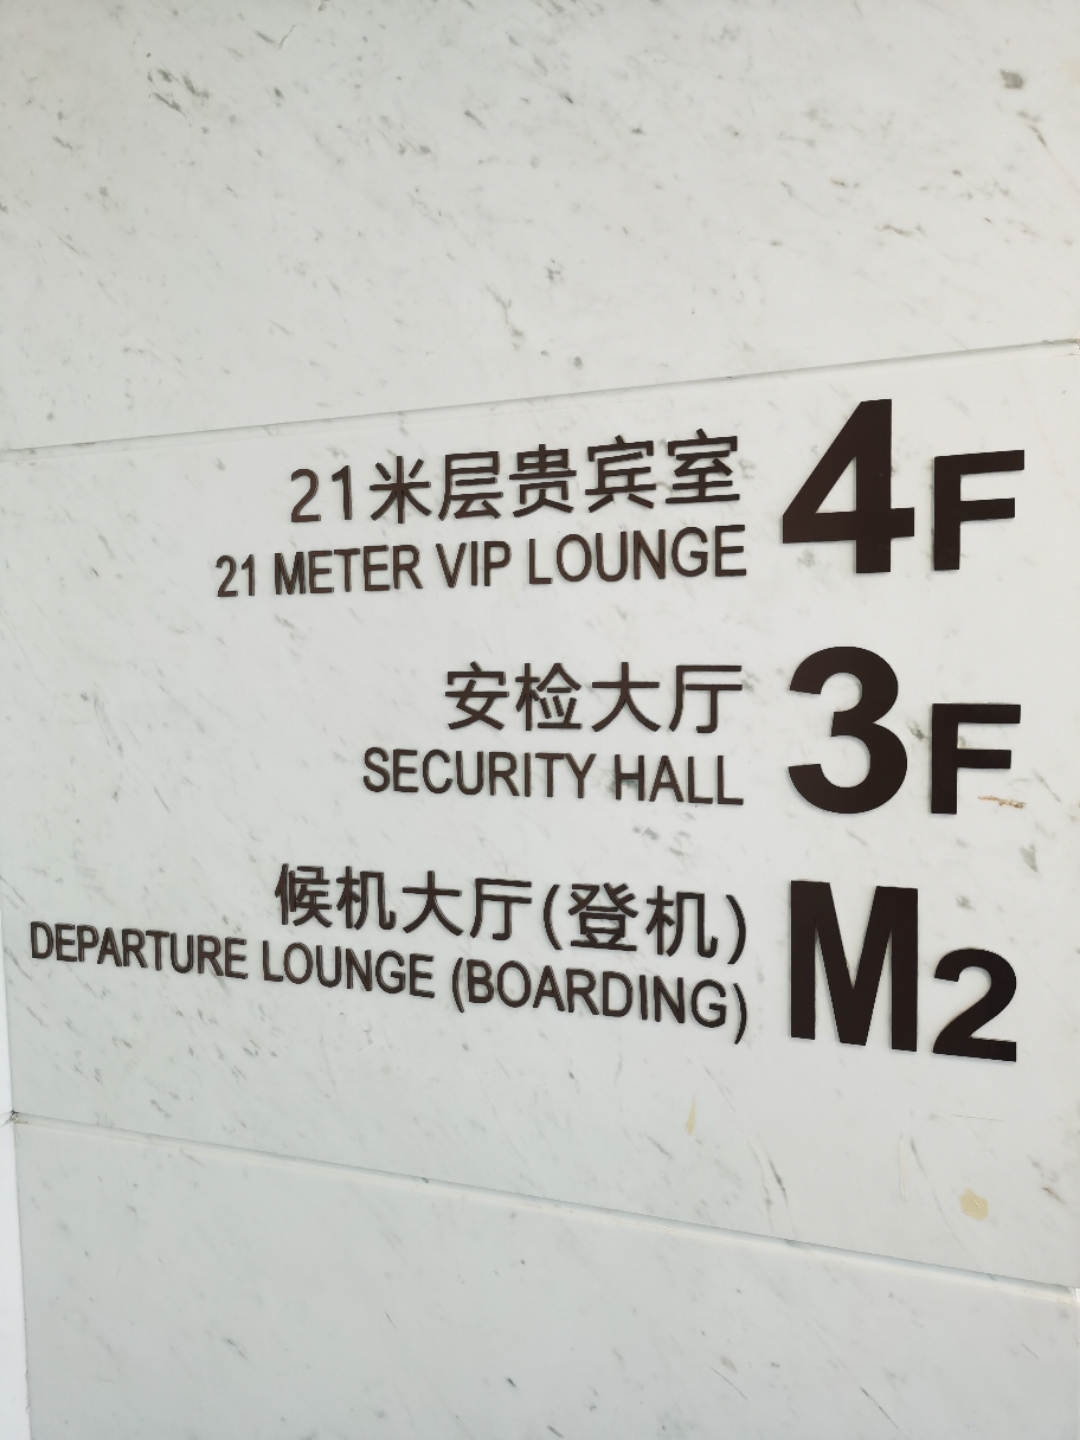 21米层贵宾室 4F
21 METER VIP LOUNGE
安检大厅 3F
SECURITY HALL
候机大厅(登机) M2
DEPARTURE LOUNGE (BOARDING)